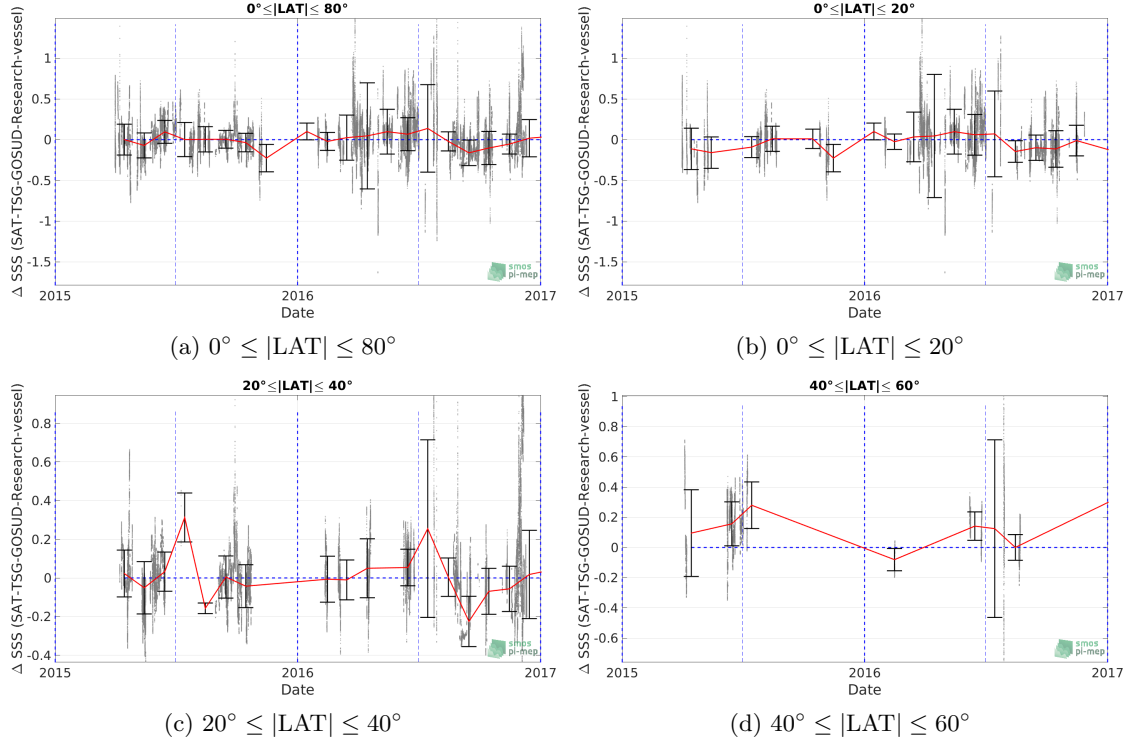 0°≤|LAT|≤ 80°
Δ SSS (SAT-TSG-GOSUD-Research-vessel)
1
0.5
0
-0.5
-1
-1.5
2015
2016
2017
Date
smos
pi-mep
(a) 0° ≤ |LAT| ≤ 80°
0°≤|LAT|≤ 20°
Δ SSS (SAT-TSG-GOSUD-Research-vessel)
1
0.5
0
-0.5
-1
-1.5
2015
2016
2017
Date
smos
pi-mep
(b) 0° ≤ |LAT| ≤ 20°
20°≤|LAT|≤ 40°
Δ SSS (SAT-TSG-GOSUD-Research-vessel)
0.8
0.6
0.4
0.2
0
-0.2
-0.4
2015
2016
2017
Date
smos
pi-mep
(c) 20° ≤ |LAT| ≤ 40°
40°≤|LAT|≤ 60°
Δ SSS (SAT-TSG-GOSUD-Research-vessel)
1
0.8
0.6
0.4
0.2
0
-0.2
-0.4
-0.6
2015
2016
2017
Date
smos
pi-mep
(d) 40° ≤ |LAT| ≤ 60°